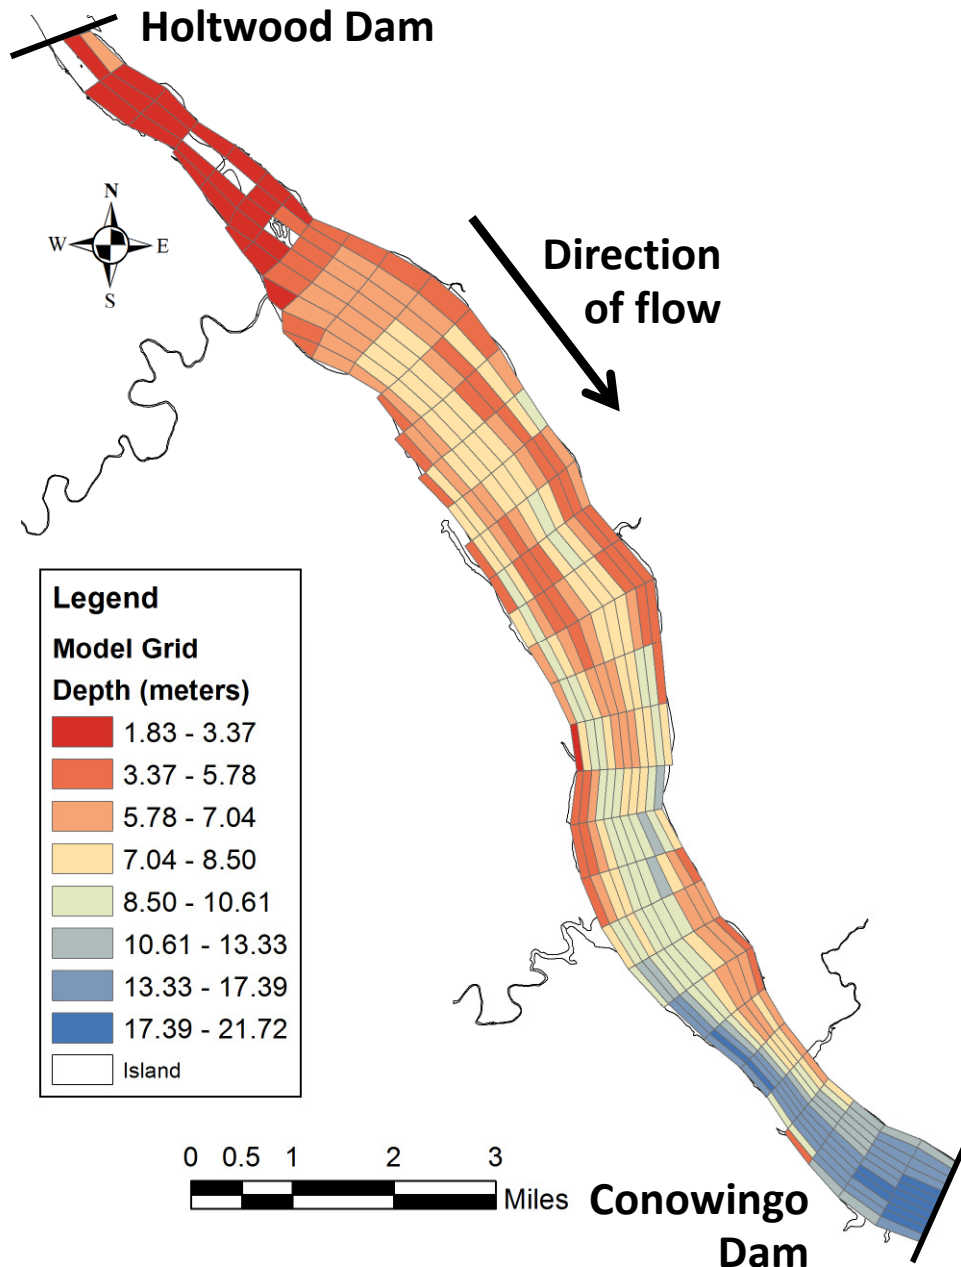 Holtwood Dam
N
W E
S
Direction
of flow
Legend
Model Grid
Depth (meters)
1.83 - 3.37
3.37 - 5.78
5.78 - 7.04
7.04 - 8.50
8.50 - 10.61
10.61 - 13.33
13.33 - 17.39
17.39 - 21.72
Island
0 0.5 1 2 3
Miles
Conowingo
Dam